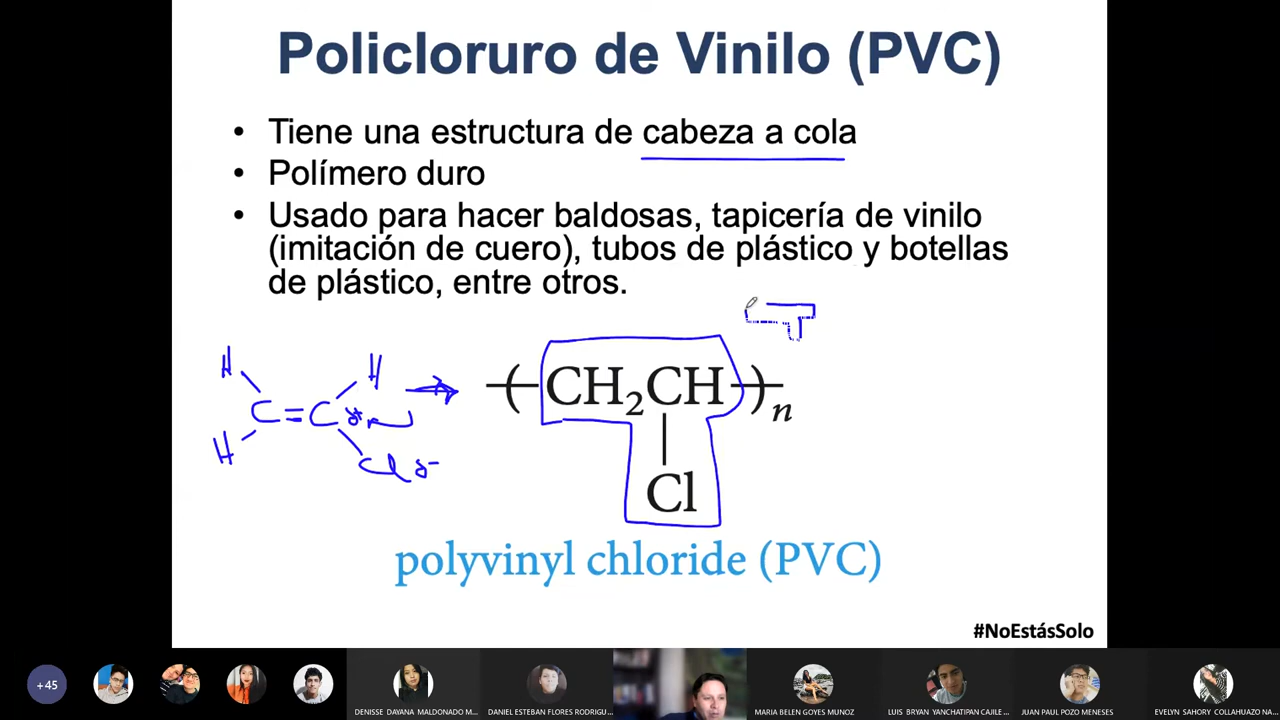 Policloruro de Vinilo (PVC)
• Tiene una estructura de cabeza a cola
• Polímero duro
• Usado para hacer baldosas, tapicería de vinilo
(imitación de cuero), tubos de plástico y botellas
de plástico, entre otros.
H H
C = C
H Cl δ-
( CH₂CH )n
Cl
polyvinyl chloride (PVC)
#NoEstásSolo
+45
DENISSE DAYANA MALDONADO M...
DANIEL ESTEBAN FLORES RODRIGU...
MARIA BELEN GOYES MUNOZ
LUIS BRYAN YANCHATIPAN CAJILE...
JUAN PAUL POZO MENESES
EVELYN SAHORY COLLAHUAZO NA...